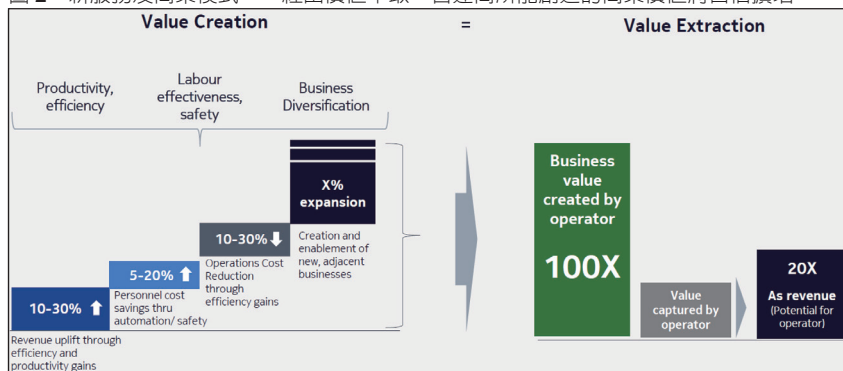 Value Creation
=
Value Extraction
Productivity,
efficiency
Labour
effectiveness,
safety
Business
Diversification
10-30%
Revenue uplift through
efficiency and
productivity gains
5-20%
Personnel cost
savings thru
automation/ safety
10-30%
Operations Cost
Reduction
through
efficiency gains
X%
expansion
Creation and
enablement of
new, adjacent
businesses
Business
value
created by
operator
100X
Value
captured by
operator
20X
As revenue
(Potential for
operator)